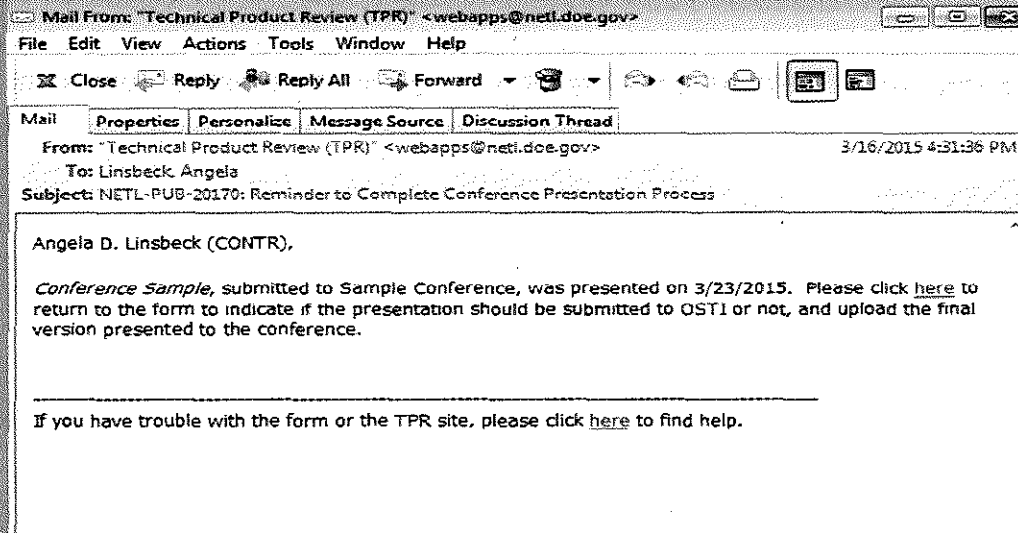 Mail From: "Technical Product Review (TPR)" <webapps@netl.doe.gov>
File Edit View Actions Tools Window Help
Close Reply Reply All Forward
Mail Properties Personalize Message Source Discussion Thread
From: "Technical Product Review (TPR)" <webapps@netl.doe.gov> 3/16/2015 4:31:36 PM
To: Linsbeck, Angela
Subject: NETL-PUB-20170: Reminder to Complete Conference Presentation Process
Angela D. Linsbeck (CONTR),
Conference Sample, submitted to Sample Conference, was presented on 3/23/2015. Please click here to
return to the form to indicate if the presentation should be submitted to OSTI or not, and upload the final
version presented to the conference.
If you have trouble with the form or the TPR site, please click here to find help.